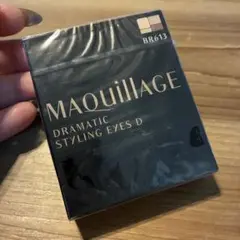 BR613
MAQuillAGE
DRAMATIC
STYLING EYES D